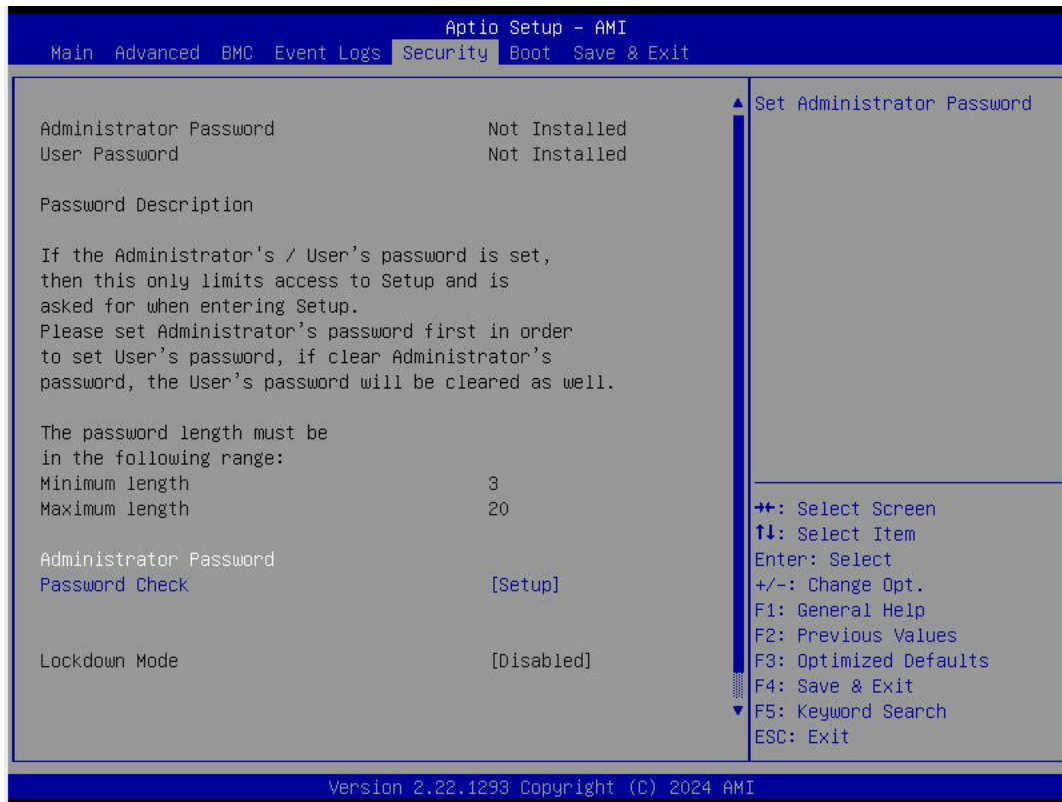 Aptio Setup – AMI
Main Advanced BMC Event Logs Security Boot Save & Exit
Administrator Password Not Installed
User Password Not Installed
Password Description
If the Administrator's / User's password is set,
then this only limits access to Setup and is
asked for when entering Setup.
Please set Administrator's password first in order
to set User's password, if clear Administrator's
password, the User's password will be cleared as well.
The password length must be
in the following range:
Minimum length 3
Maximum length 20
Administrator Password
Password Check [Setup]
Lockdown Mode [Disabled]
Set Administrator Password
→←: Select Screen
↑↓: Select Item
Enter: Select
+/-: Change Opt.
F1: General Help
F2: Previous Values
F3: Optimized Defaults
F4: Save & Exit
F5: Keyword Search
ESC: Exit
Version 2.22.1293 Copyright (C) 2024 AMI